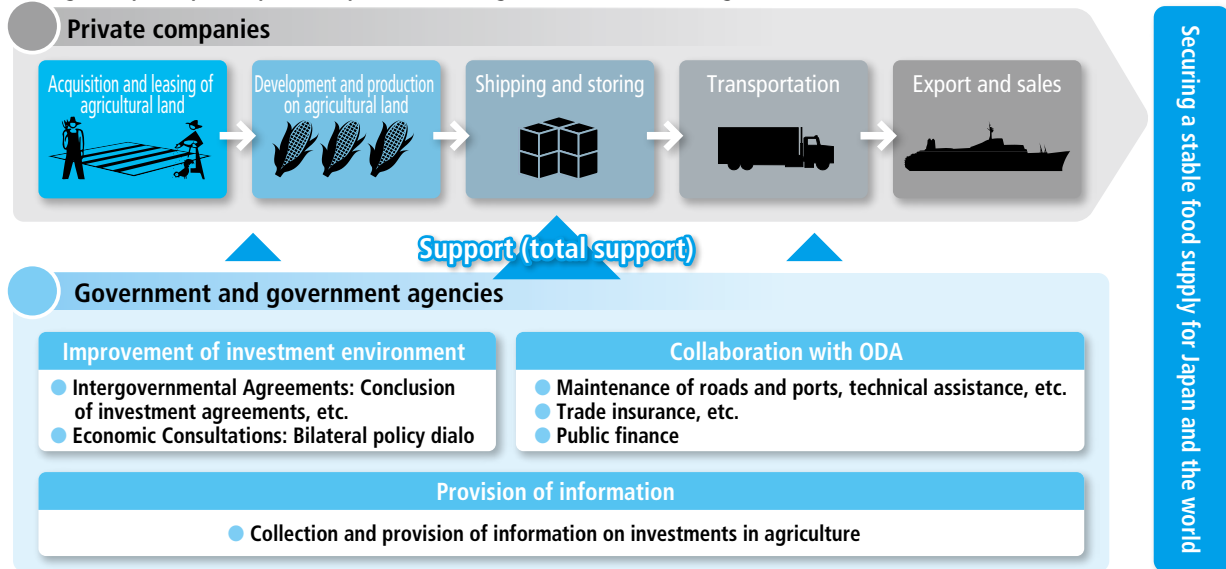 Private companies
Acquisition and leasing of
agricultural land
Development and production
on agricultural land
Shipping and storing
Transportation
Export and sales
Support (total support)
Government and government agencies
Improvement of investment environment
● Intergovernmental Agreements: Conclusion
of investment agreements, etc.
● Economic Consultations: Bilateral policy dialo
Collaboration with ODA
● Maintenance of roads and ports, technical assistance, etc.
● Trade insurance, etc.
● Public finance
Provision of information
● Collection and provision of information on investments in agriculture
Securing a stable food supply for Japan and the world